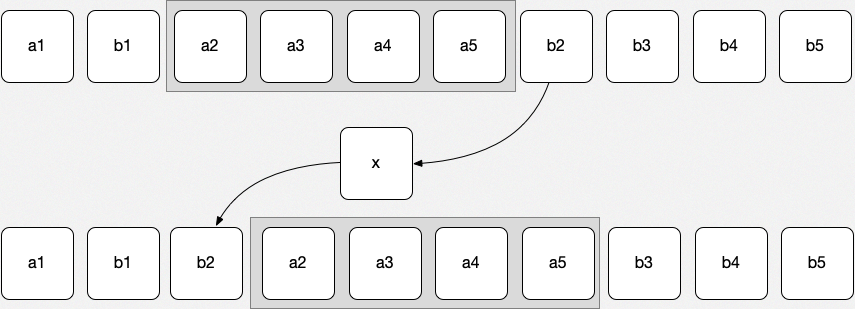 a1 b1 a2 a3 a4 a5 b2 b3 b4 b5
x
a1 b1 b2 a2 a3 a4 a5 b3 b4 b5